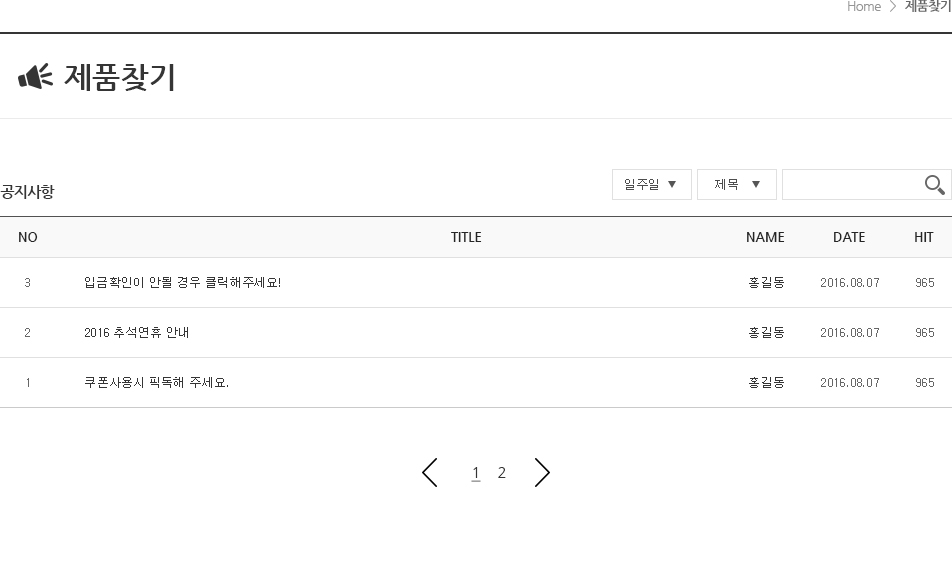 Home > 제품찾기
제품찾기
공지사항
일주일 ▼ 제목 ▼
NO TITLE NAME DATE HIT
3 입금확인이 안될 경우 클릭해주세요! 홍길동 2016.08.07 965
2 2016 추석연휴 안내 홍길동 2016.08.07 965
1 쿠폰사용시 필독해 주세요. 홍길동 2016.08.07 965
1 2